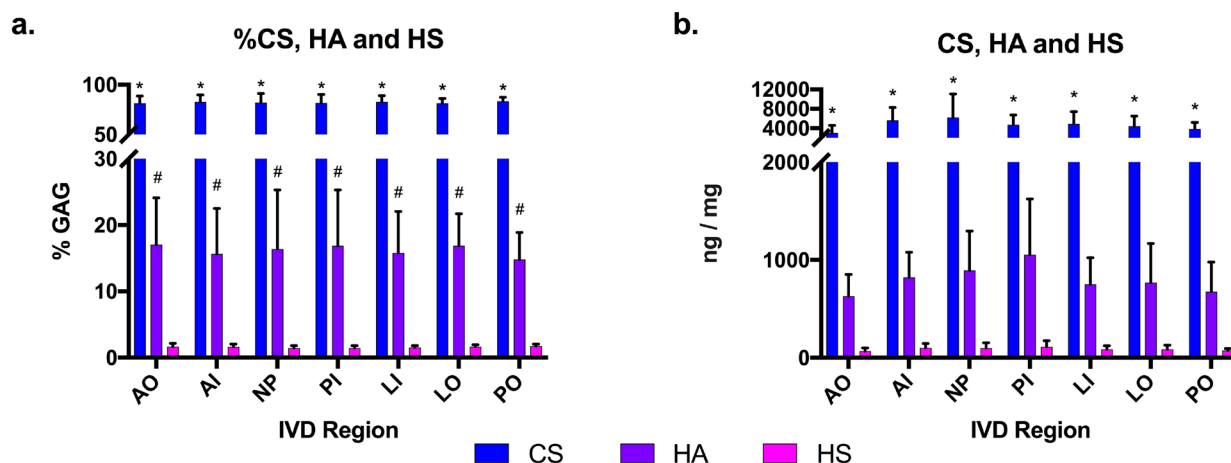 a.
%CS, HA and HS
% GAG
100
50
30
20
10
0
* * * * * * *
# # # # # # #
AO AI NP PI LI LO PO
IVD Region
b.
CS, HA and HS
ng / mg
12000
8000
4000
2000
1000
0
* * * * * * *
AO AI NP PI LI LO PO
IVD Region
CS HA HS